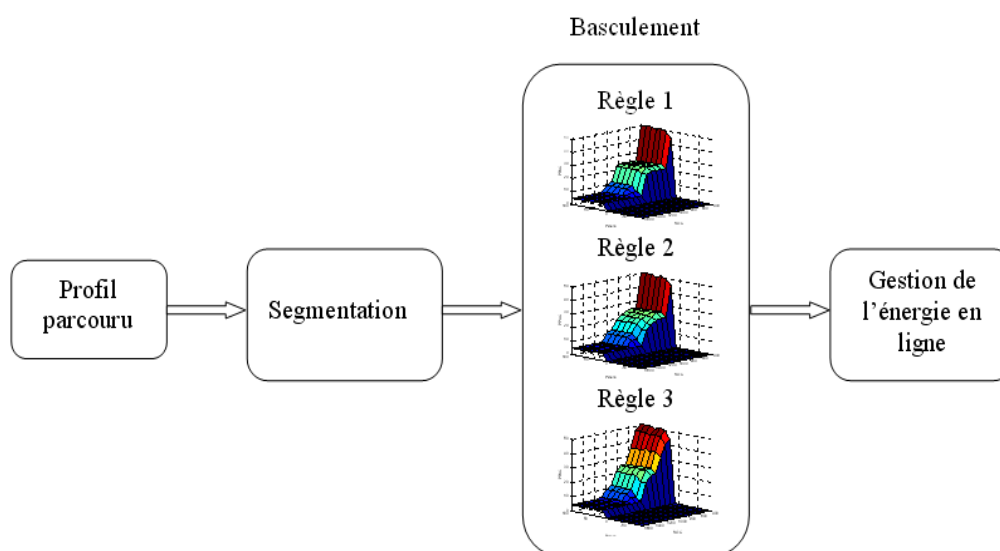 Basculement
Règle 1
Règle 2
Règle 3
Profil
parcouru
Segmentation
Gestion de
l'énergie en
ligne